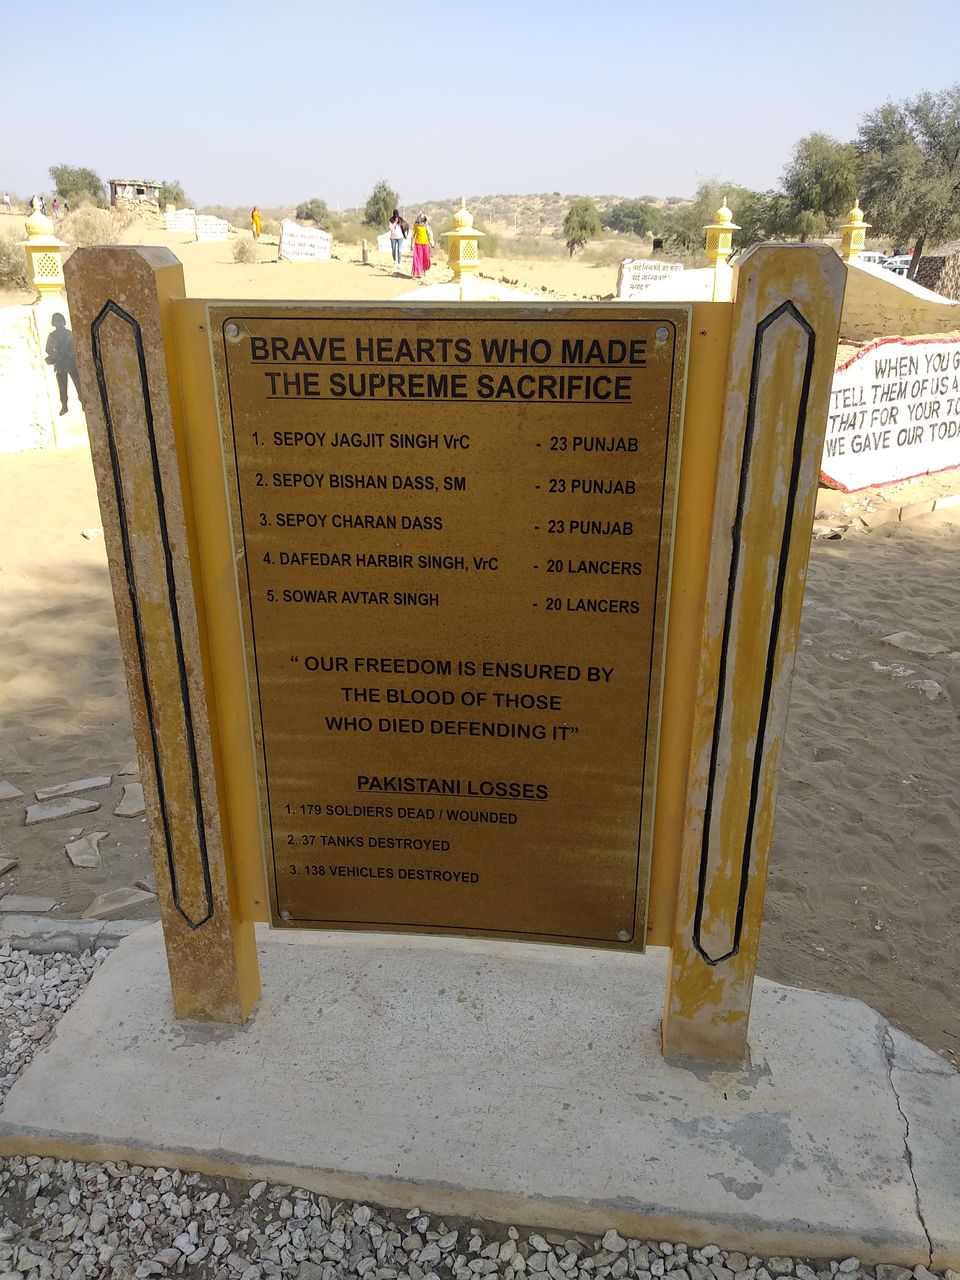 BRAVE HEARTS WHO MADE
THE SUPREME SACRIFICE
1. SEPOY JAGJIT SINGH VrC - 23 PUNJAB
2. SEPOY BISHAN DASS, SM - 23 PUNJAB
3. SEPOY CHARAN DASS - 23 PUNJAB
4. DAFEDAR HARBIR SINGH, VrC - 20 LANCERS
5. SOWAR AVTAR SINGH - 20 LANCERS
“ OUR FREEDOM IS ENSURED BY
THE BLOOD OF THOSE
WHO DIED DEFENDING IT”
PAKISTANI LOSSES
1. 179 SOLDIERS DEAD / WOUNDED
2. 37 TANKS DESTROYED
3. 138 VEHICLES DESTROYED
WHEN YOU G
TELL THEM OF US A
THAT FOR YOUR TO
WE GAVE OUR TODA